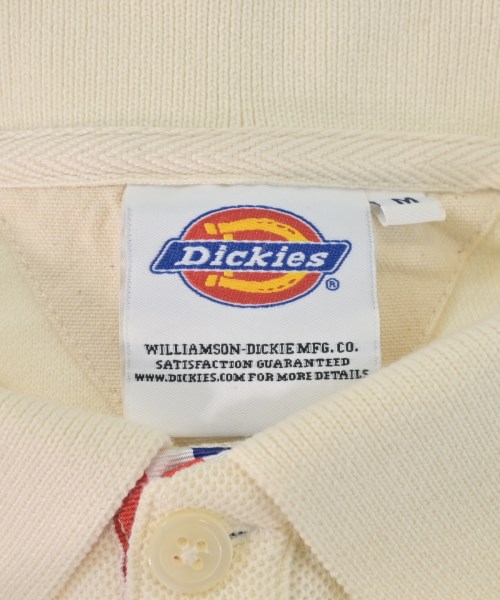 M
Dickies
®
WILLIAMSON-DICKIE MFG. CO.
SATISFACTION GUARANTEED
WWW.DICKIES.COM FOR MORE DETAILS